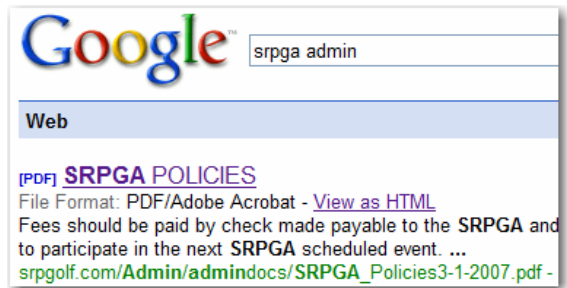 Google™
srpga admin
Web
[PDF] SRPGA POLICIES
File Format: PDF/Adobe Acrobat - View as HTML
Fees should be paid by check made payable to the SRPGA and
to participate in the next SRPGA scheduled event. ...
srpgolf.com/Admin/admindocs/SRPGA_Policies3-1-2007.pdf -